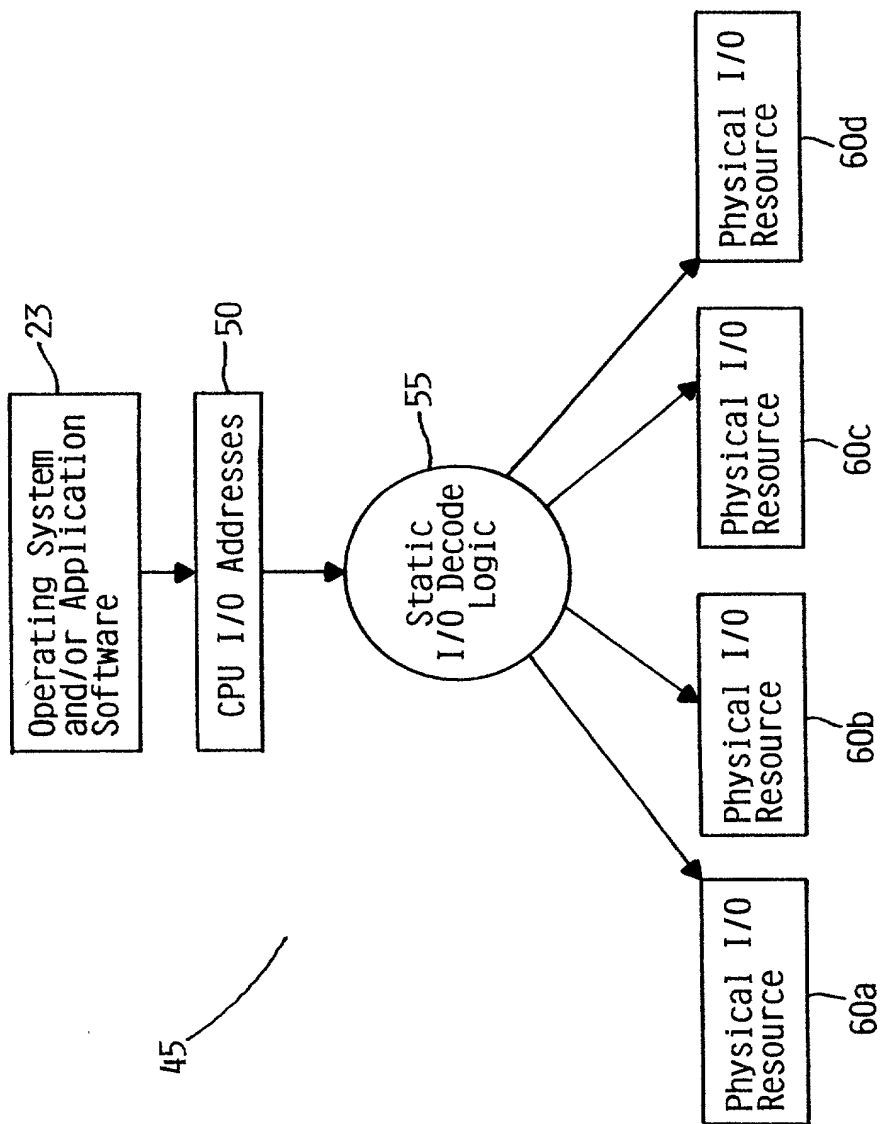 Operating System
and/or Application
Software
23
CPU I/O Addresses
50
Static
I/O Decode
Logic
55
45
Physical I/O
Resource
60a
Physical I/O
Resource
60b
Physical I/O
Resource
60c
Physical I/O
Resource
60d